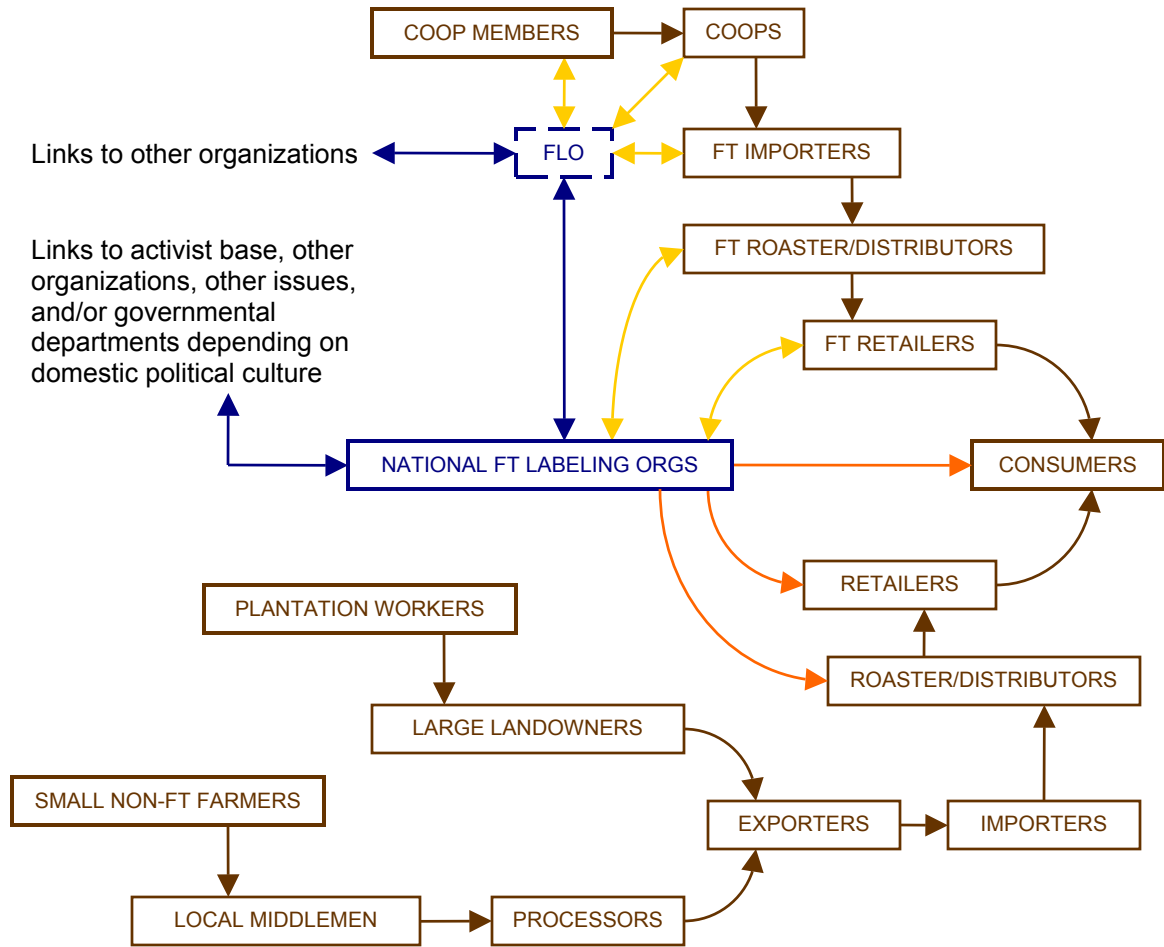 COOP MEMBERS
COOPS
Links to other organizations
FLO
FT IMPORTERS
FT ROASTER/DISTRIBUTORS
Links to activist base, other
organizations, other issues,
and/or governmental
departments depending on
domestic political culture
FT RETAILERS
NATIONAL FT LABELING ORGS
CONSUMERS
RETAILERS
PLANTATION WORKERS
ROASTER/DISTRIBUTORS
LARGE LANDOWNERS
SMALL NON-FT FARMERS
EXPORTERS
IMPORTERS
LOCAL MIDDLEMEN
PROCESSORS